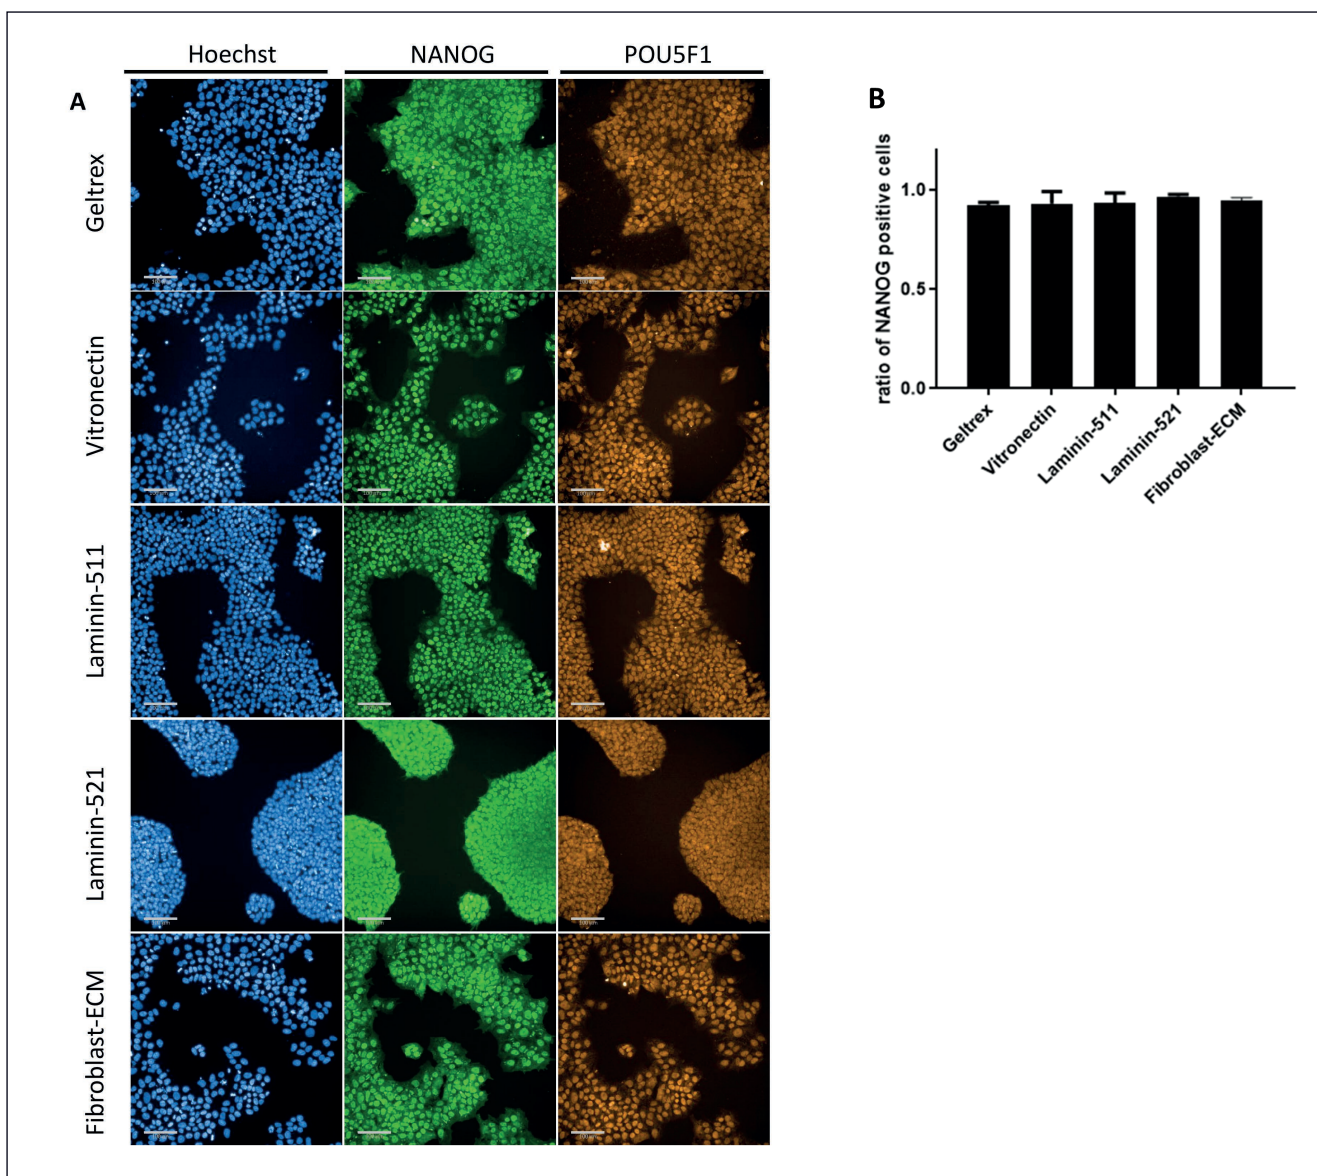 Hoechst NANOG POU5F1
A
Geltrex
Vitronectin
Laminin-511
Laminin-521
Fibroblast-ECM
B
ratio of NANOG positive cells
1.0
0.5
0.0
Geltrex
Vitronectin
Laminin-511
Laminin-521
Fibroblast-ECM